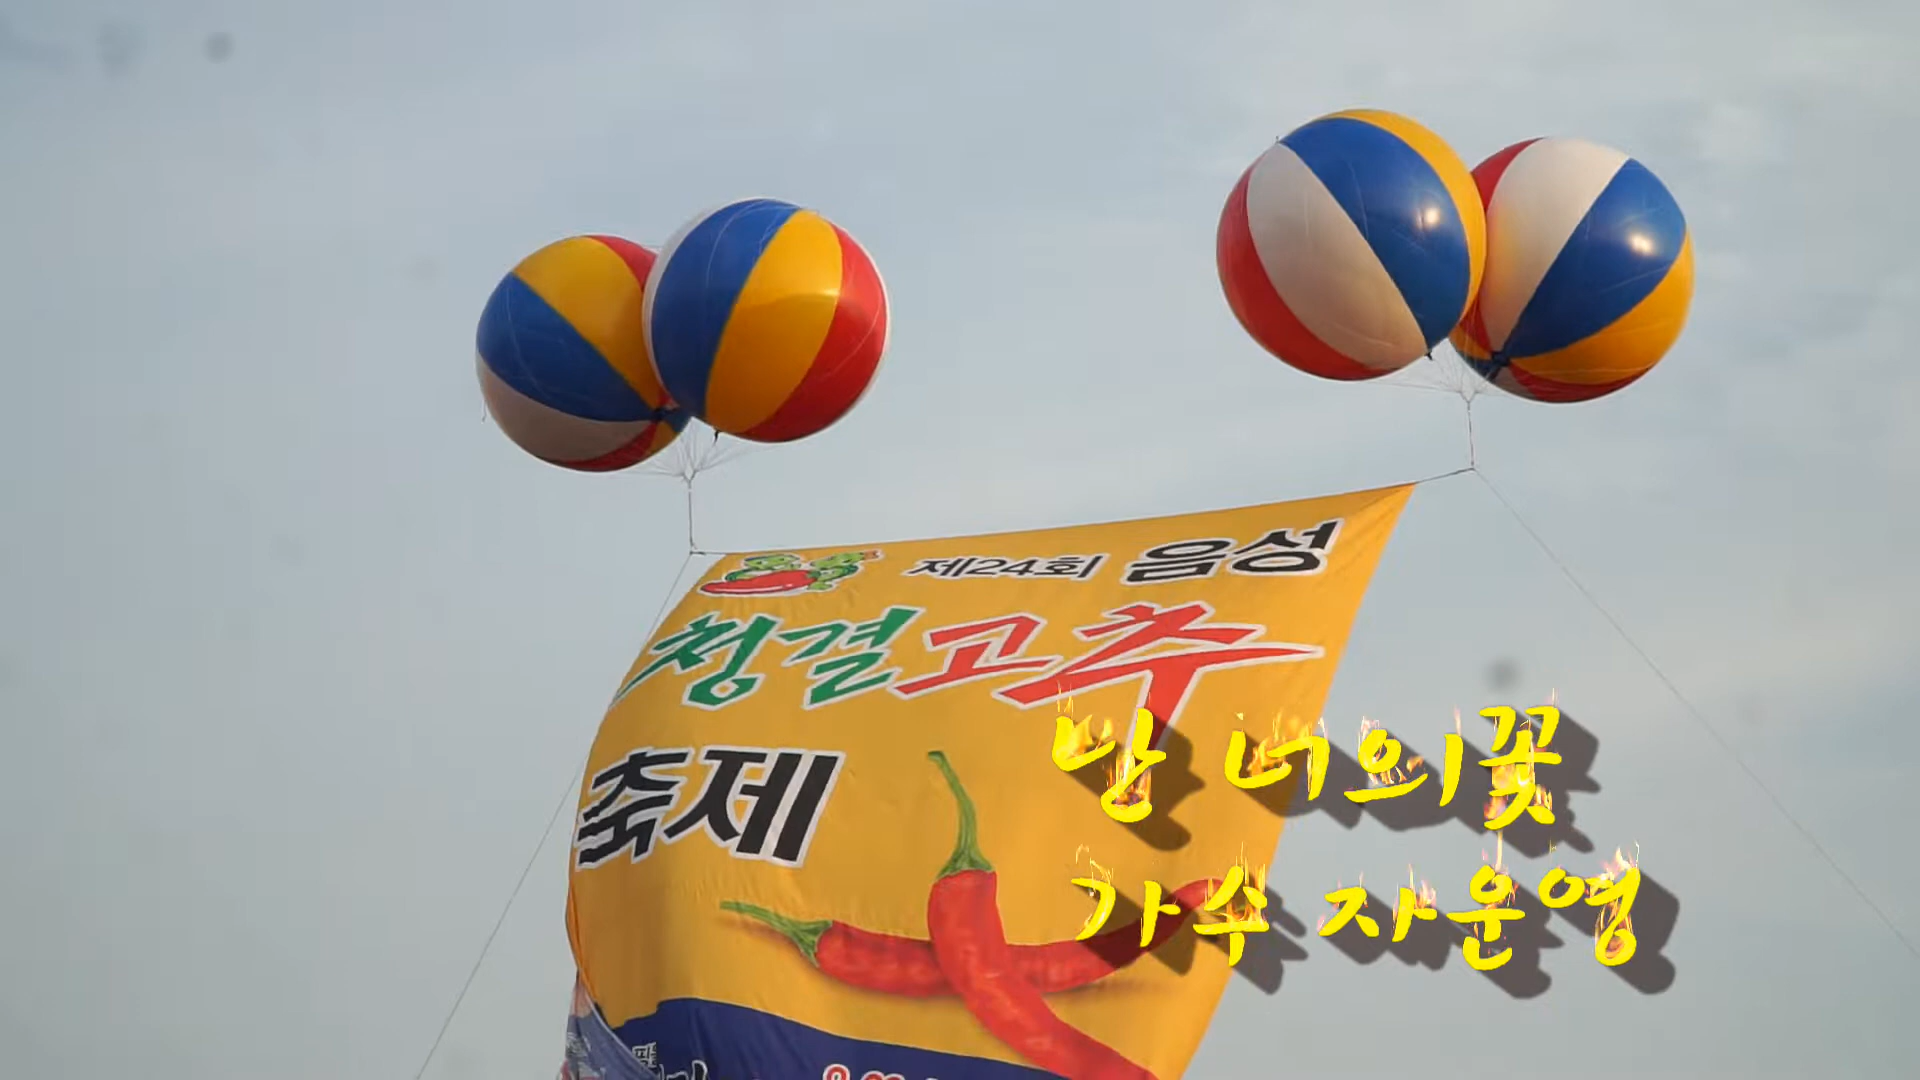 제24회 음성
청결고추
축제
난 너의꽃
가수 자운영